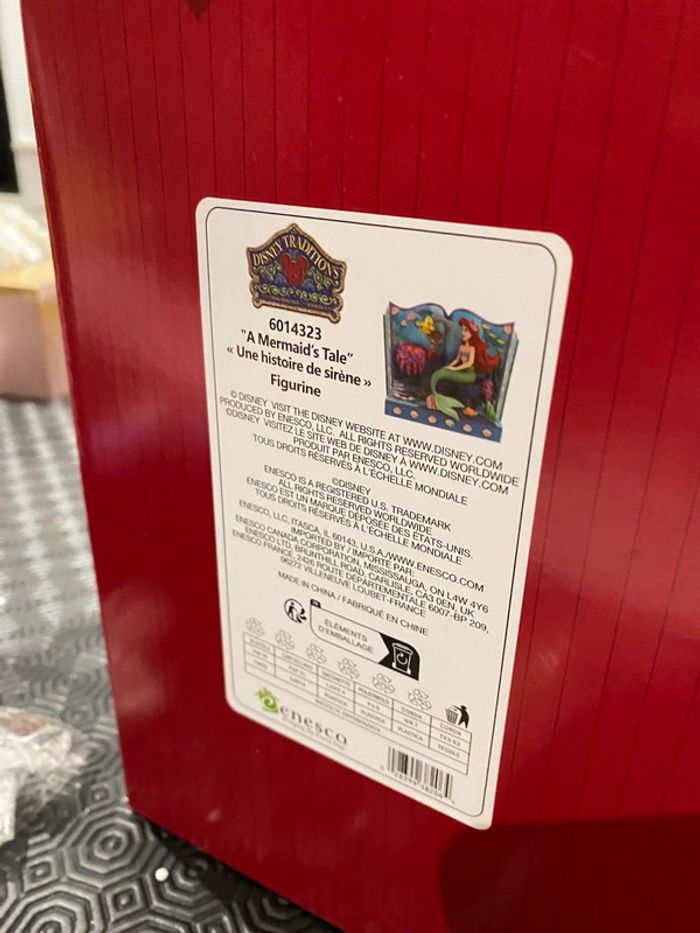 DISNEY TRADITIONS
6014323
"A Mermaid's Tale"
« Une histoire de sirène »
Figurine
© DISNEY VISIT THE DISNEY WEBSITE AT WWW.DISNEY.COM
PRODUCED BY ENESCO, LLC. ALL RIGHTS RESERVED WORLDWIDE
©DISNEY VISITEZ LE SITE WEB DE DISNEY À WWW.DISNEY.COM
PRODUIT PAR ENESCO, LLC.
TOUS DROITS RÉSERVÉS À L'ÉCHELLE MONDIALE
©DISNEY
ENESCO IS A REGISTERED U.S. TRADEMARK
ALL RIGHTS RESERVED WORLDWIDE
ENESCO EST UN MARQUE DÉPOSÉE DES ÉTATS-UNIS.
TOUS DROITS RÉSERVÉS À L'ÉCHELLE MONDIALE
ENESCO, LLC, ITASCA, IL 60143, U.S.A./WWW.ENESCO.COM
IMPORTED BY / IMPORTÉ PAR:
ENESCO CANADA CORPORATION, MISSISSAUGA, ON L4W 4Y6
ENESCO LTD, BRUNTHILL ROAD, CARLISLE, CA3 0EN, UK
ENESCO FRANCE, 2426 ROUTE DÉPARTEMENTALE 6007-BP 209,
06272 VILLENEUVE LOUBET-FRANCE
MADE IN CHINA / FABRIQUÉ EN CHINE
ÉLÉMENTS
D'EMBALLAGE
CORDA CORDA
PLASTICA PLASTICA TESSILE
enesco